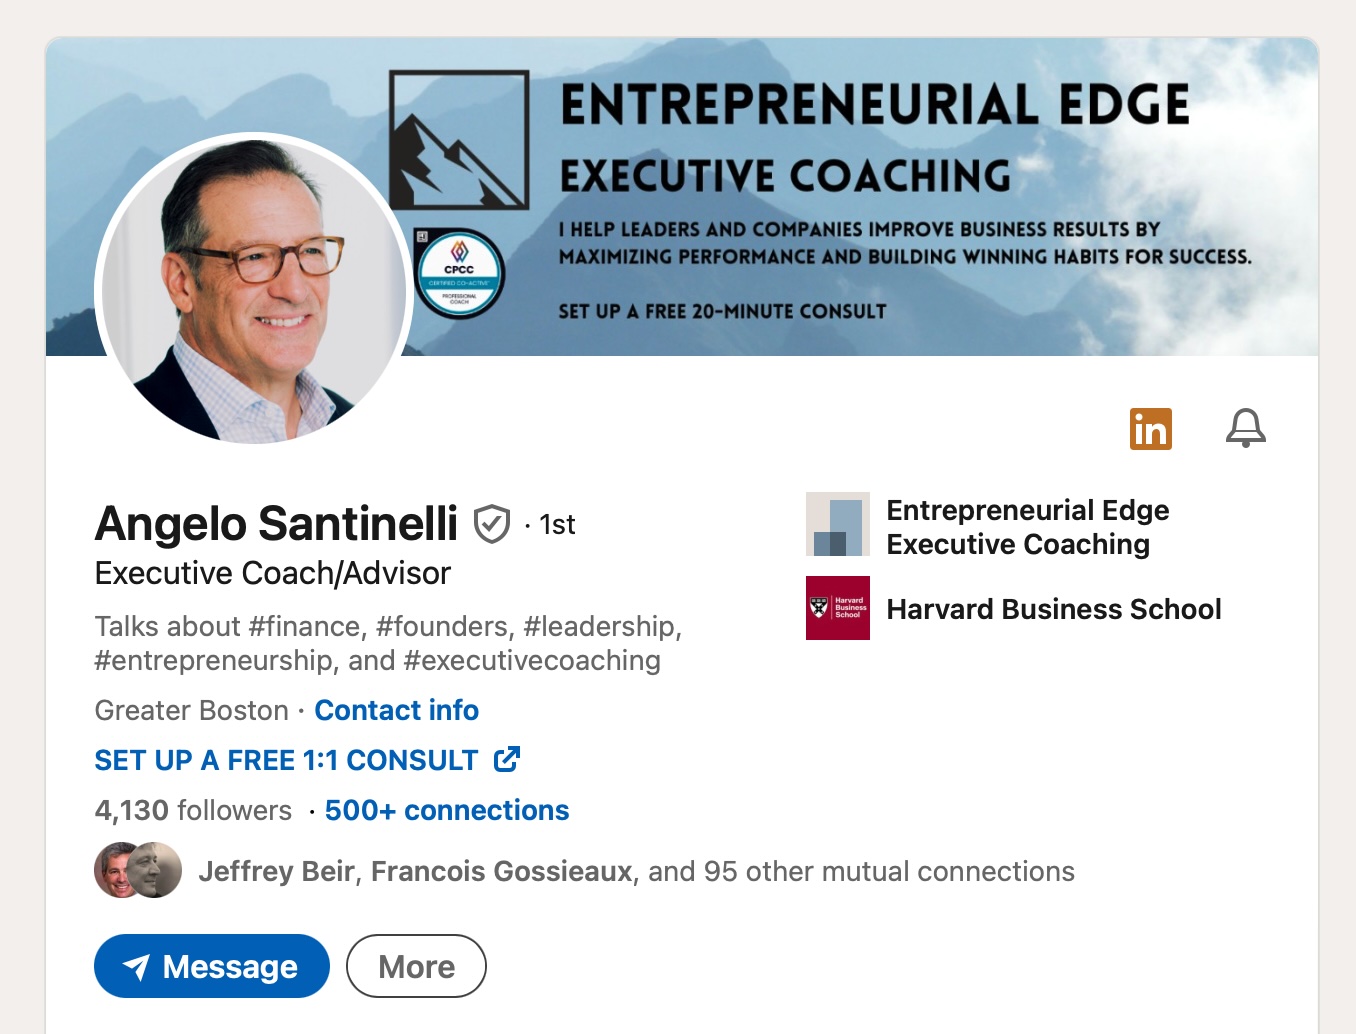 ENTREPRENEURIAL EDGE
EXECUTIVE COACHING
I HELP LEADERS AND COMPANIES IMPROVE BUSINESS RESULTS BY
MAXIMIZING PERFORMANCE AND BUILDING WINNING HABITS FOR SUCCESS.
SET UP A FREE 20-MINUTE CONSULT
CPCC
CERTIFIED CO-ACTIVE
PROFESSIONAL
COACH
in
Angelo Santinelli · 1st
Executive Coach/Advisor
Talks about #finance, #founders, #leadership,
#entrepreneurship, and #executivecoaching
Greater Boston · Contact info
SET UP A FREE 1:1 CONSULT
4,130 followers · 500+ connections
Jeffrey Beir, Francois Gossieaux, and 95 other mutual connections
Message
More
Entrepreneurial Edge
Executive Coaching
Harvard
Business
School
Harvard Business School